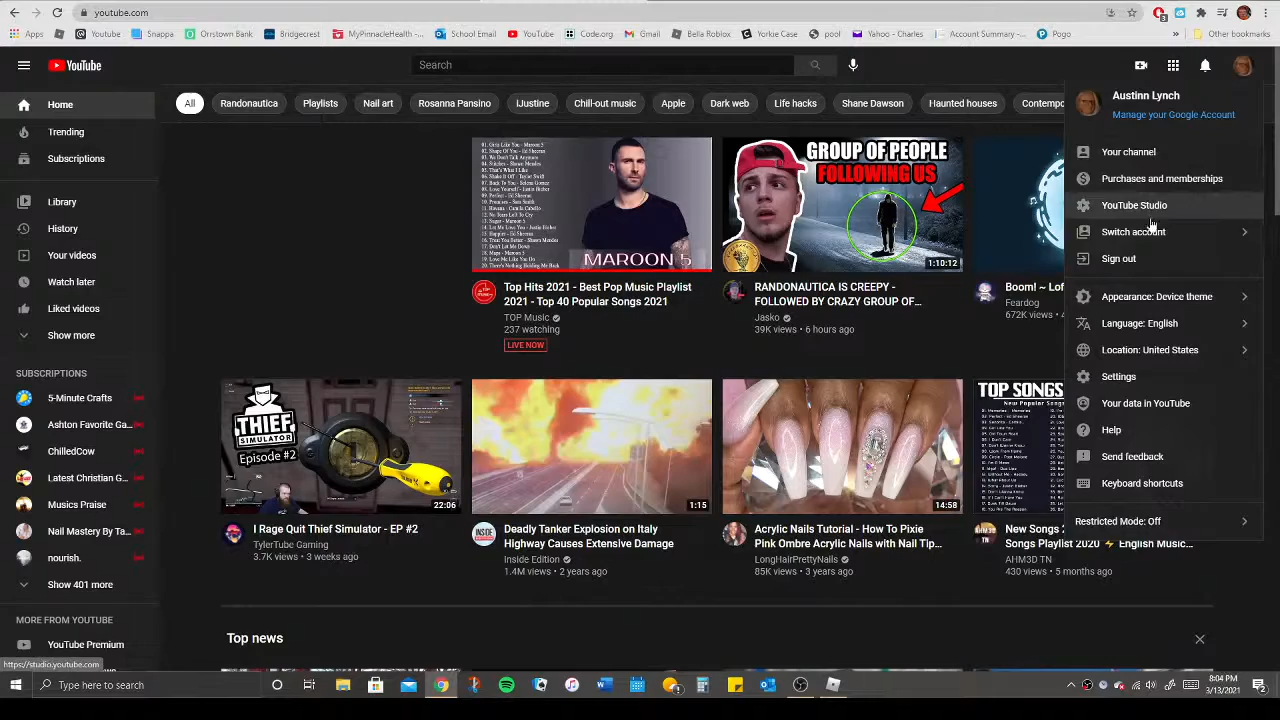 youtube.com
Apps
Youtube
Snappa
Orrstown Bank
Bridgecrest
MyPinnacleHealth -...
School Email
YouTube
Code.org
Gmail
Bella Roblox
Yorkie Care
pool
Yahoo - Charles
Account Summary -...
Pogo
»
Other bookmarks
YouTube
Search
Austinn Lynch
Manage your Google Account
Home
Trending
Subscriptions
Library
History
Your videos
Watch later
Liked videos
Show more
SUBSCRIPTIONS
5-Minute Crafts
Ashton Favorite Ga...
ChilledCow
Latest Christian G...
Musics Praise
Nail Mastery By Ta...
nourish.
Show 401 more
MORE FROM YOUTUBE
YouTube Premium
https://studio.youtube.com
All
Randonautica
Playlists
Nail art
Rosanna Pansino
iJustine
Chill-out music
Apple
Dark web
Life hacks
Shane Dawson
Haunted houses
Contempo
MAROON 5
Top Hits 2021 - Best Pop Music Playlist
2021 - Top 40 Popular Songs 2021
TOP Music
237 watching
LIVE NOW
GROUP OF PEOPLE
FOLLOWING US
1:10:12
RANDONAUTICA IS CREEPY -
FOLLOWED BY CRAZY GROUP OF...
Jasko
39K views • 6 hours ago
Boom! ~ Lof
Feardog
672K views •
THIEF
SIMULATOR
Episode #2
22:06
I Rage Quit Thief Simulator - EP #2
TylerTube Gaming
3.7K views • 3 weeks ago
1:15
Deadly Tanker Explosion on Italy
Highway Causes Extensive Damage
Inside Edition
1.4M views • 2 years ago
14:58
Acrylic Nails Tutorial - How To Pixie
Pink Ombre Acrylic Nails with Nail Tip...
LongHairPrettyNails
85K views • 3 years ago
TOP SONGS
New Popular Song
New Songs 2
Songs Playlist 2020 ⚡ English Music...
AHM3D TN
430 views • 5 months ago
Top news
Your channel
Purchases and memberships
YouTube Studio
Switch account
Sign out
Appearance: Device theme
Language: English
Location: United States
Settings
Your data in YouTube
Help
Send feedback
Keyboard shortcuts
Restricted Mode: Off
Type here to search
8:04 PM
3/13/2021